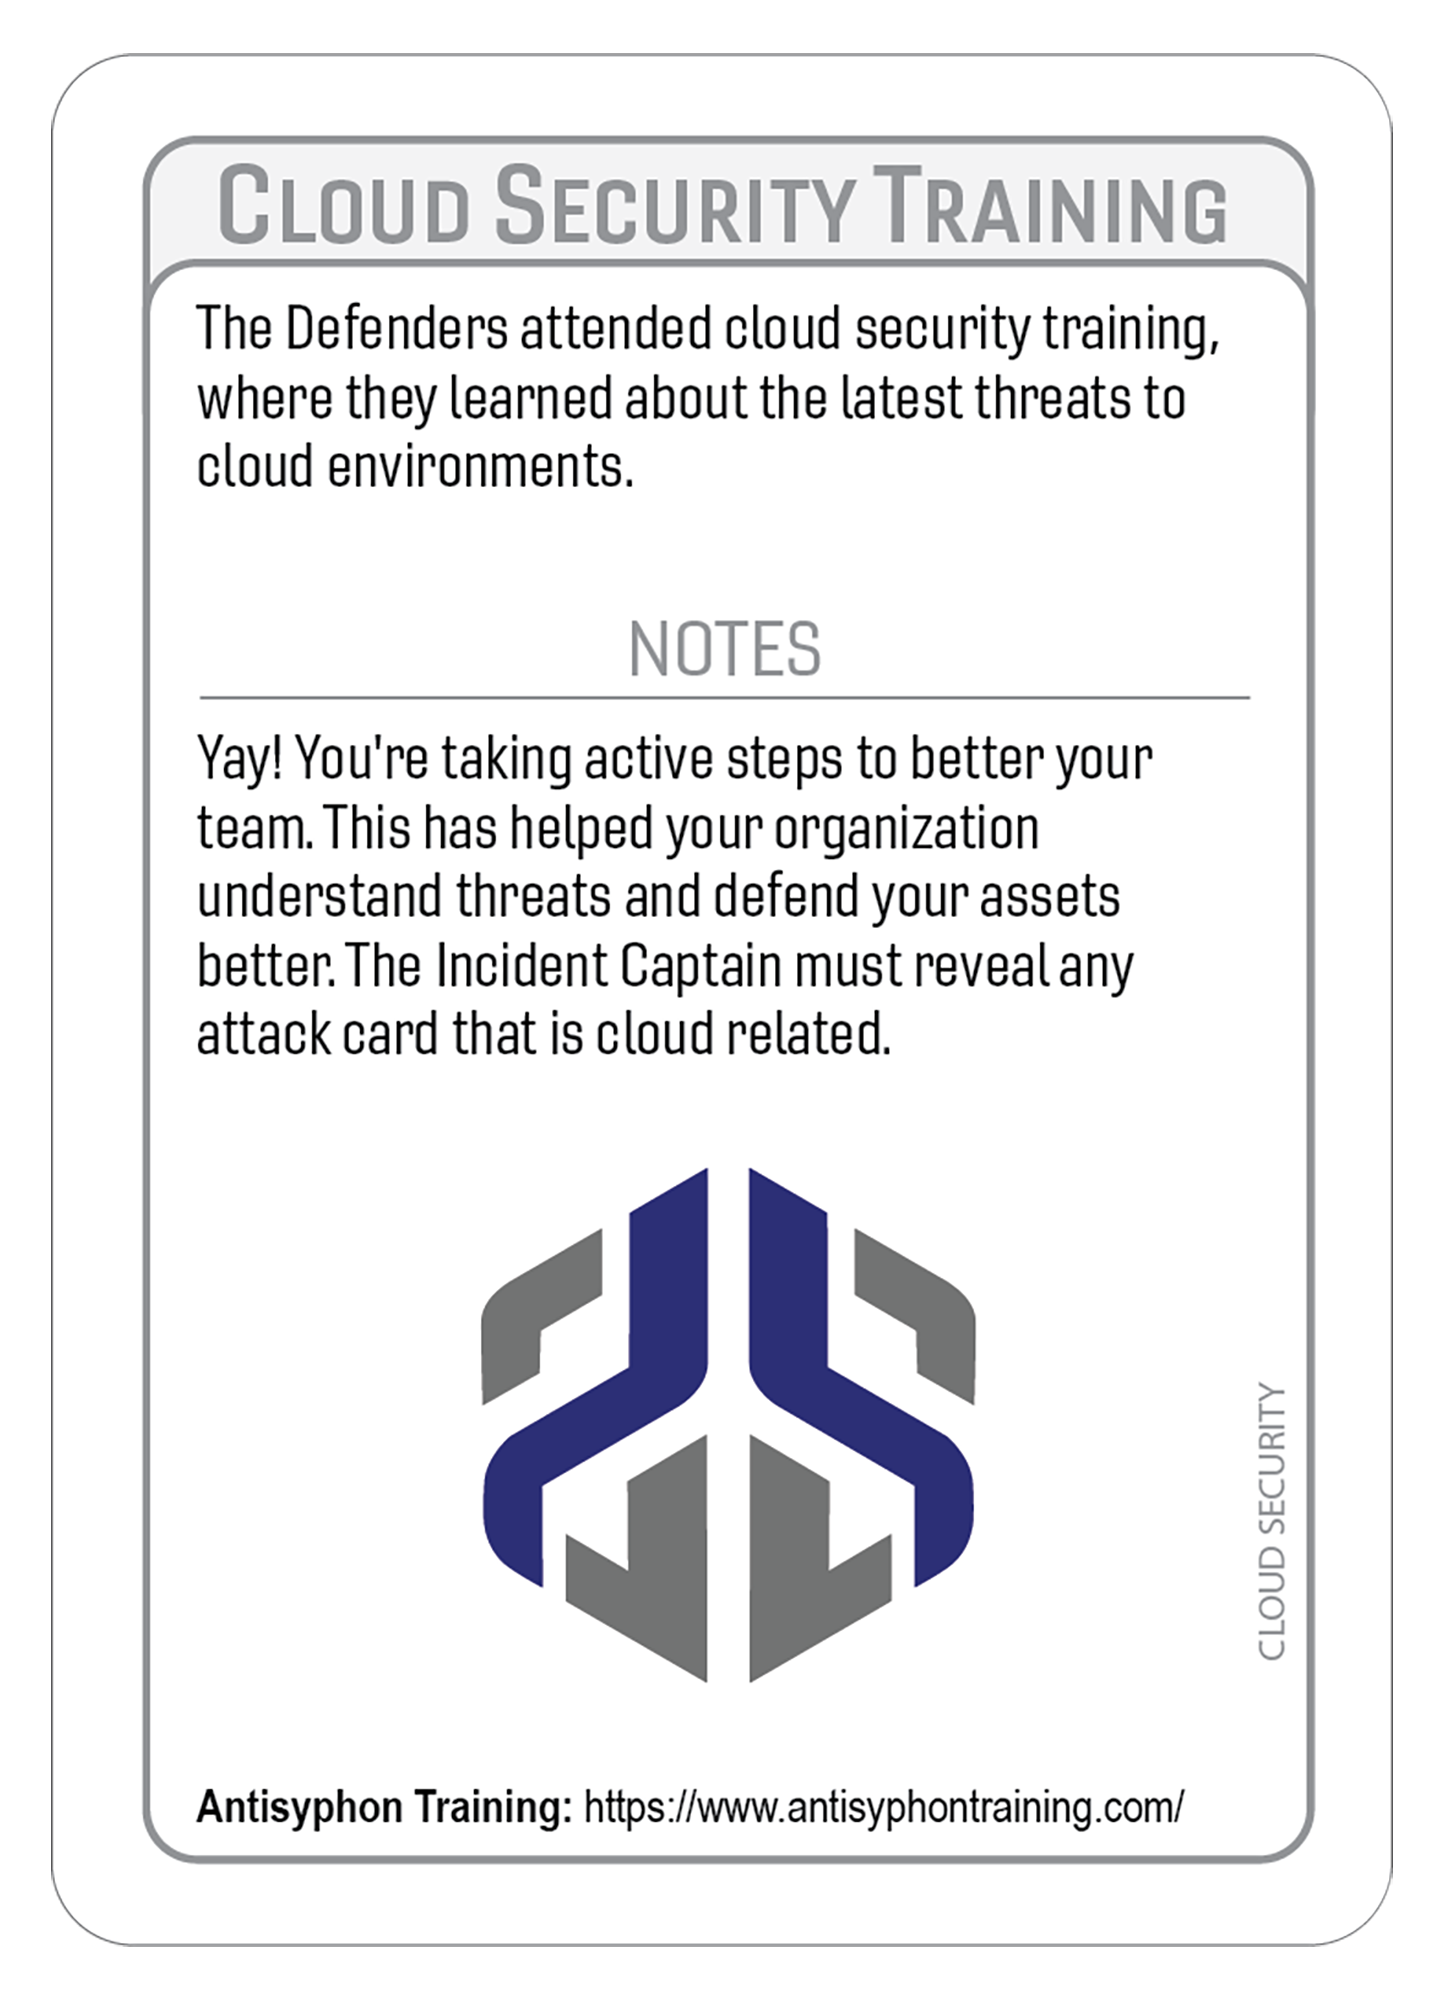 CLOUD SECURITY TRAINING
The Defenders attended cloud security training,
where they learned about the latest threats to
cloud environments.
NOTES
Yay! You're taking active steps to better your
team. This has helped your organization
understand threats and defend your assets
better. The Incident Captain must reveal any
attack card that is cloud related.
CLOUD SECURITY
Antisyphon Training: https://www.antisyphontraining.com/